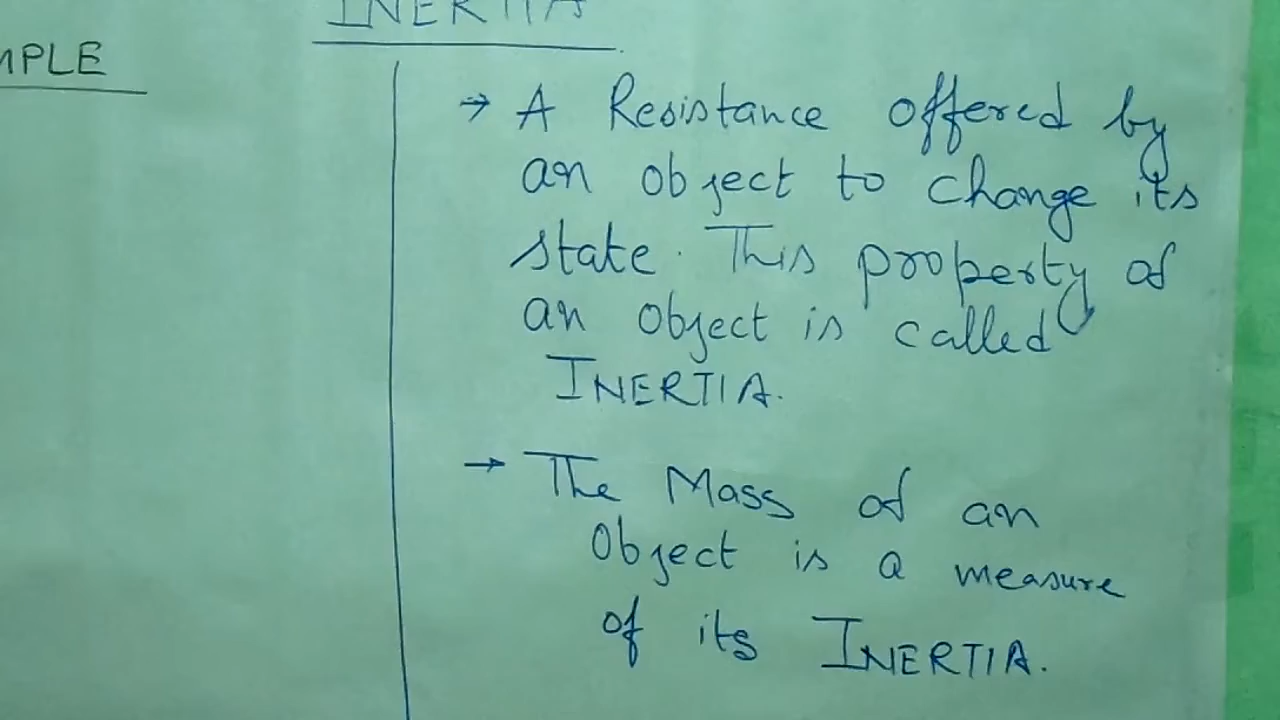 INERTIA
MPLE
→ A Resistance offered by
an object to change its
state. This property of
an object is called
INERTIA.
→ The Mass of an
Object is a measure
of its INERTIA.